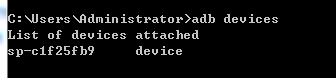 C:\Users\Administrator>adb devices
List of devices attached
sp-c1f25fb9     device